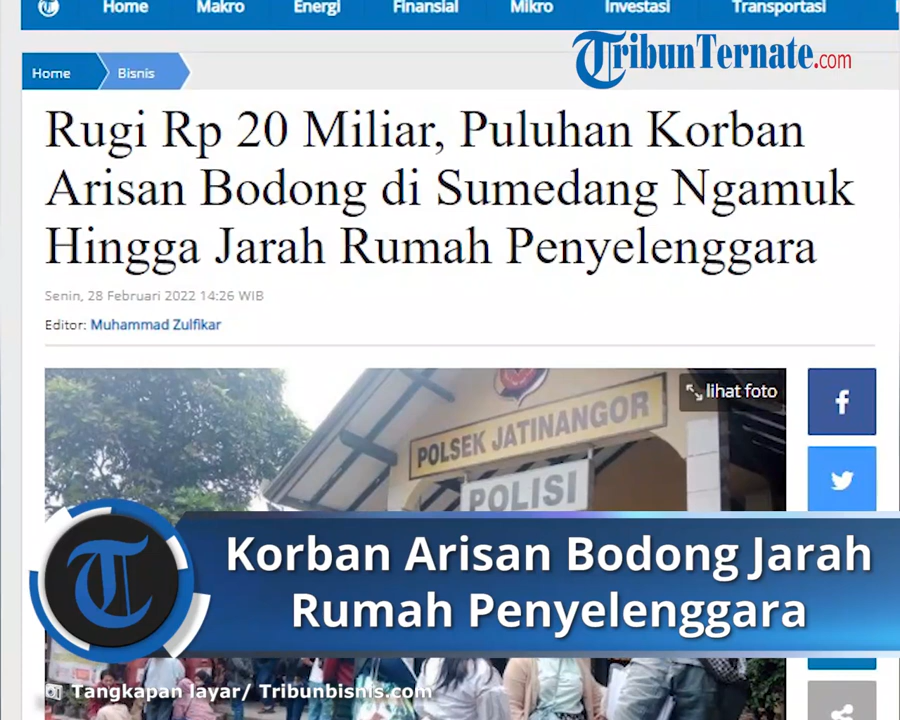 Home Makro Energi Finansial Mikro Investasi Transportasi
TribunTernate.com
Home Bisnis
Rugi Rp 20 Miliar, Puluhan Korban
Arisan Bodong di Sumedang Ngamuk
Hingga Jarah Rumah Penyelenggara
Senin, 28 Februari 2022 14:26 WIB
Editor: Muhammad Zulfikar
lihat foto
POLSEK JATINANGOR
POLISI
Korban Arisan Bodong Jarah
Rumah Penyelenggara
Tangkapan layar/ Tribunbisnis.com